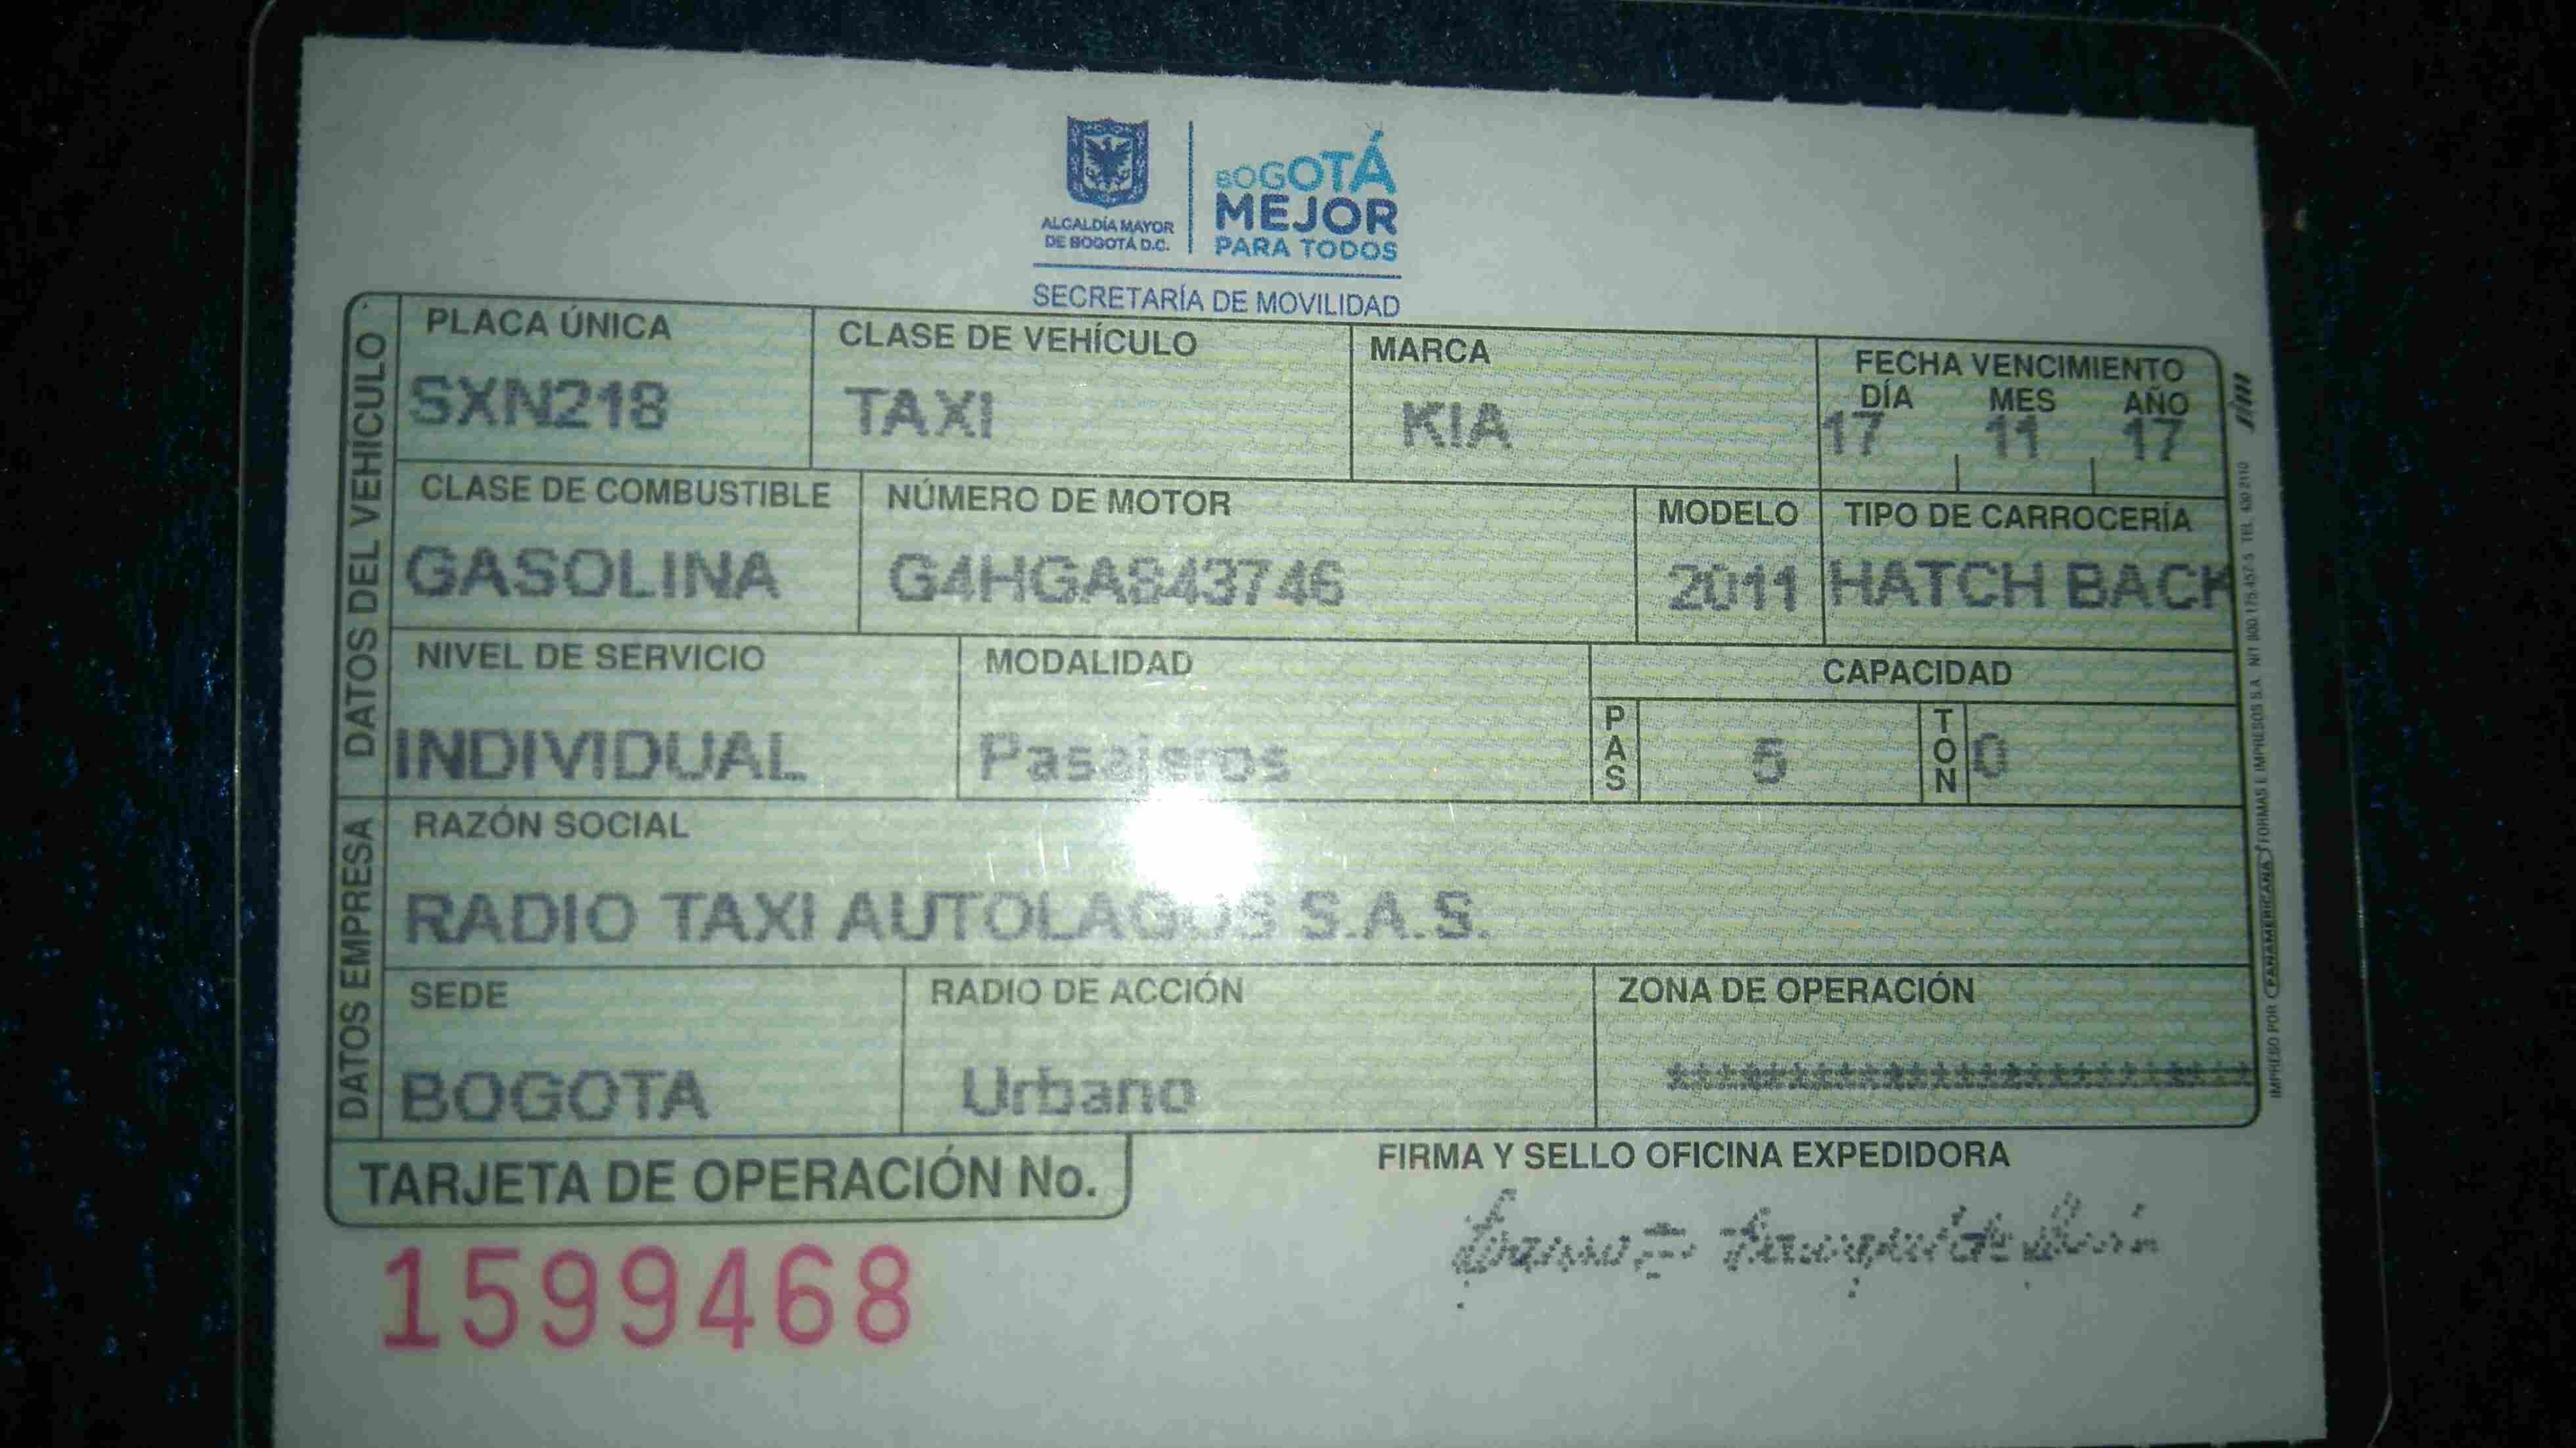 ALCALDÍA MAYOR
DE BOGOTÁ D.C.
BOGOTÁ
MEJOR
PARA TODOS
SECRETARÍA DE MOVILIDAD
DATOS DEL VEHÍCULO
PLACA ÚNICA CLASE DE VEHÍCULO MARCA FECHA VENCIMIENTO
DÍA MES AÑO
SXN218 TAXI KIA 17 11 17
CLASE DE COMBUSTIBLE NÚMERO DE MOTOR MODELO TIPO DE CARROCERÍA
GASOLINA G4HGA843746 2011 HATCH BACK
NIVEL DE SERVICIO MODALIDAD CAPACIDAD
INDIVIDUAL Pasajeros PAS 5 TON 0
DATOS EMPRESA
RAZÓN SOCIAL
RADIO TAXI AUTOLAGOS S.A.S.
SEDE RADIO DE ACCIÓN ZONA DE OPERACIÓN
BOGOTA Urbano ************************
TARJETA DE OPERACIÓN No. FIRMA Y SELLO OFICINA EXPEDIDORA
1599468
IMPRESO POR PANAMERICANA FORMAS E IMPRESOS S.A. NIT 800 175 457-5 TEL 430 2110